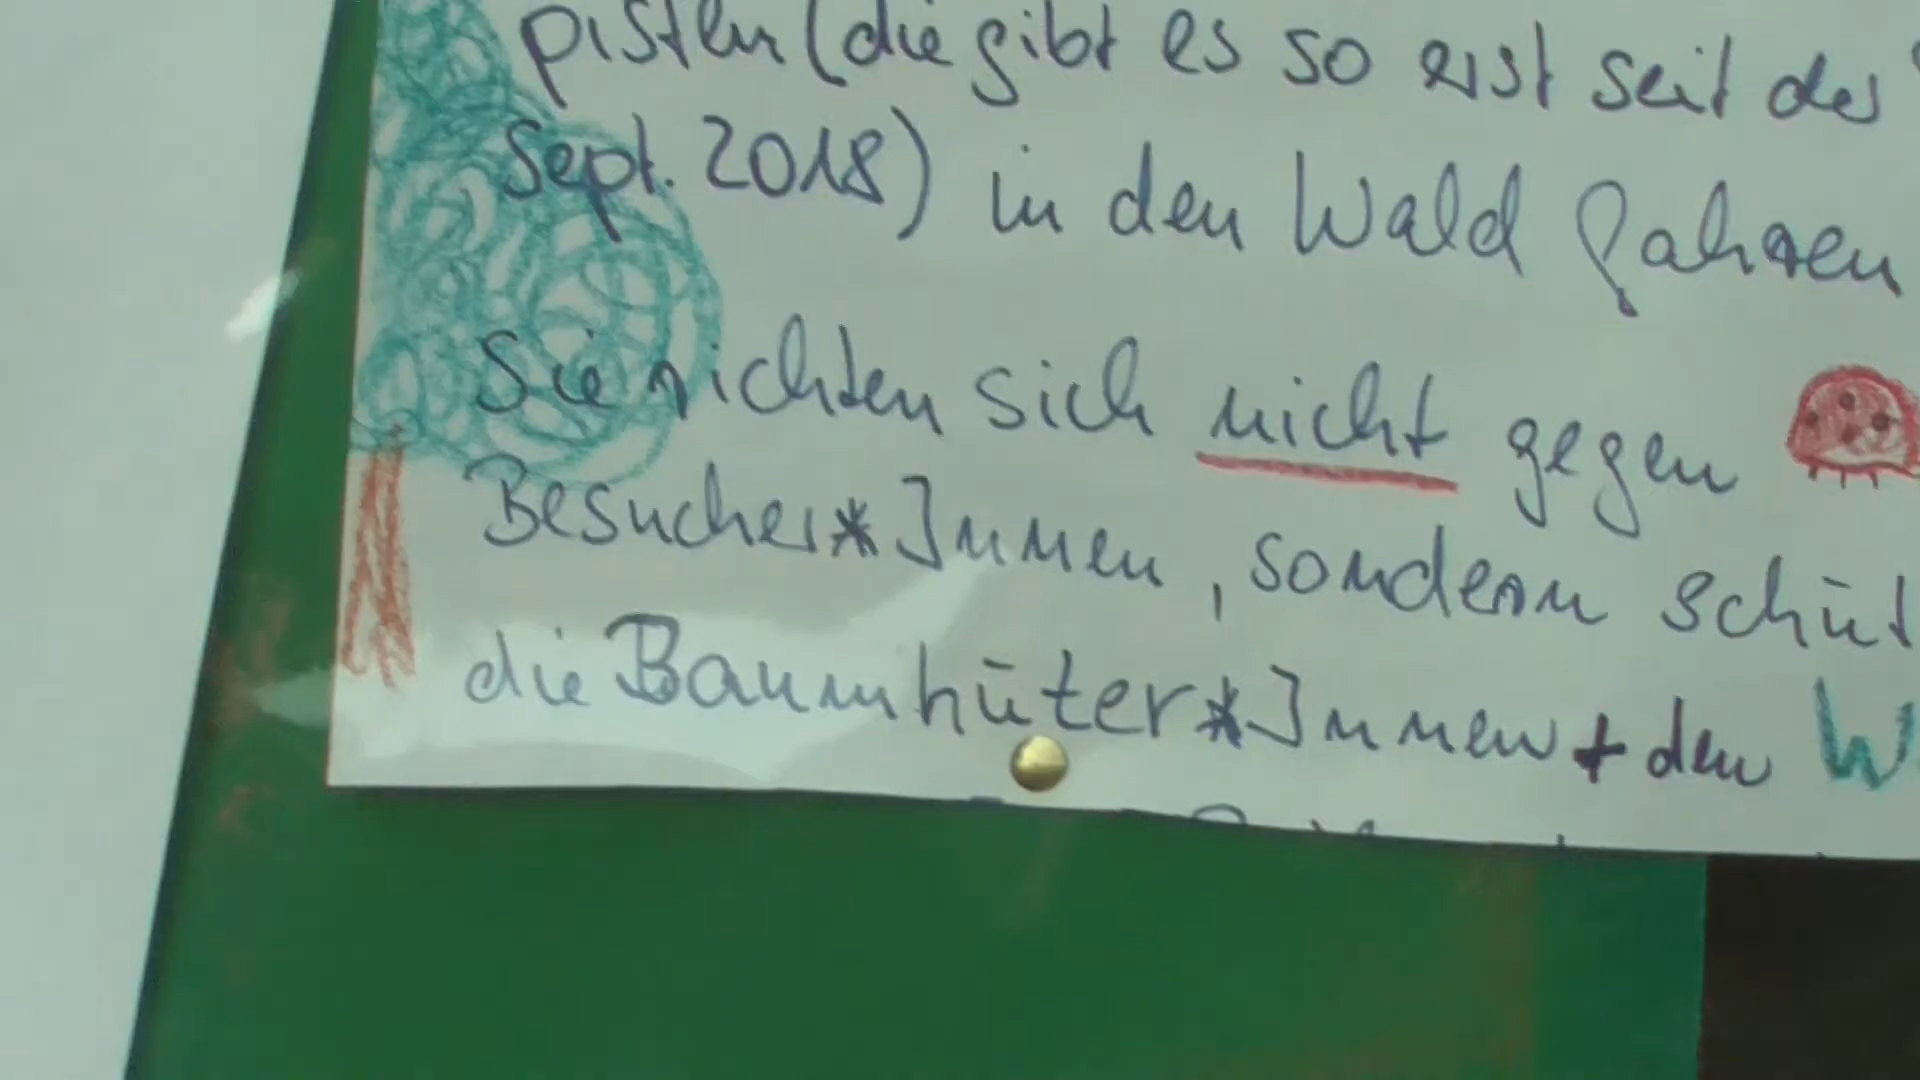 pisten (die gibt es so erst seit der
Sept. 2018) in den Wald fahren
Sie richten sich nicht gegen
Besucher*Innen, sondern schüt
die Baumhüter*Innen + den W